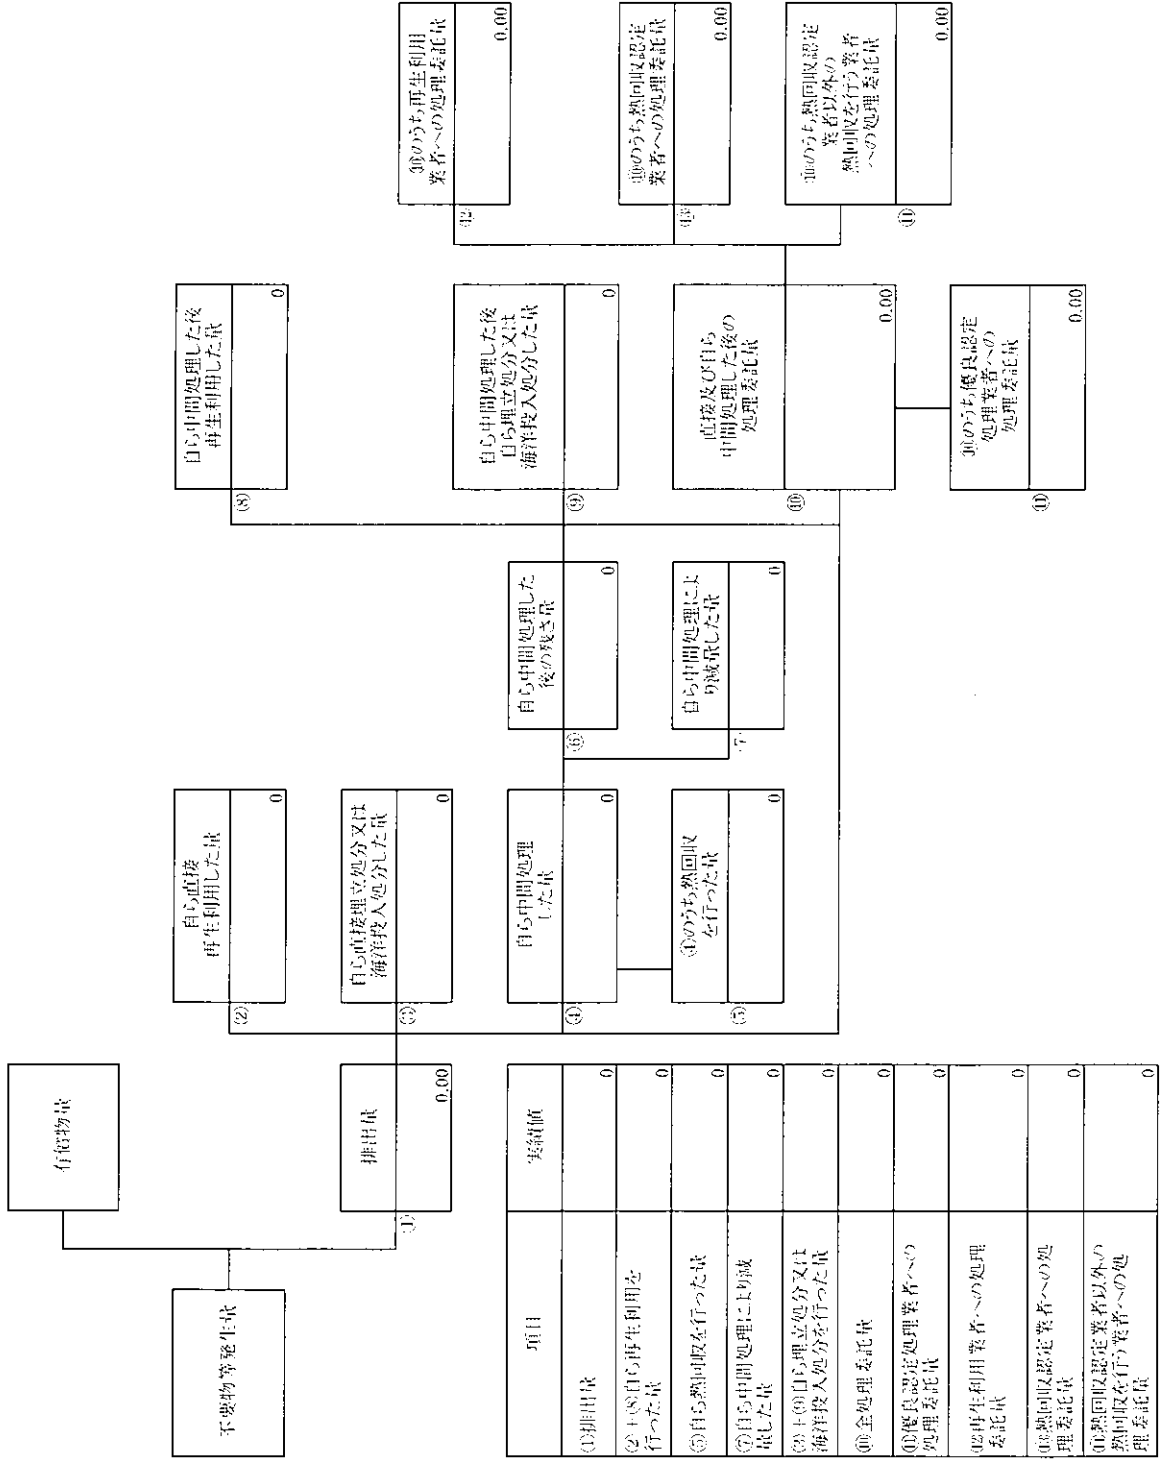 不要物等発生量
有償物量
①
排出量
0.00
②
自ら直接
再生利用した量
0
③
自ら直接埋立処分又は
海洋投入処分した量
0
④
自ら中間処理
した量
0
⑤
④のうち熱回収
を行った量
0
⑥
自ら中間処理した
後の残さ量
0
⑦
自ら中間処理によ
り減量した量
0
⑧
自ら中間処理した後
再生利用した量
0
⑨
自ら中間処理した後
自ら埋立処分又は
海洋投入処分した量
0
⑩
直接及び自ら
中間処理した後の
処理委託量
0.00
⑪
⑩のうち優良認定
処理業者への
処理委託量
0.00
⑫
⑩のうち再生利用
業者への処理委託量
0.00
⑬
⑩のうち熱回収認定
業者への処理委託量
0.00
⑭
⑩のうち熱回収認定
業者以外の
熱回収を行う業者
への処理委託量
0.00
項目
実績値
①排出量
0
②+⑧自ら再生利用を
行った量
0
⑤自ら熱回収を行った量
0
⑦自ら中間処理により減
量した量
0
③+⑨自ら埋立処分又は
海洋投入処分を行った量
0
⑩全処理委託量
0
⑪優良認定処理業者への
処理委託量
0
⑫再生利用業者への処理
委託量
0
⑬熱回収認定業者への処
理委託量
0
⑭熱回収認定業者以外の
熱回収を行う業者への処
理委託量
0